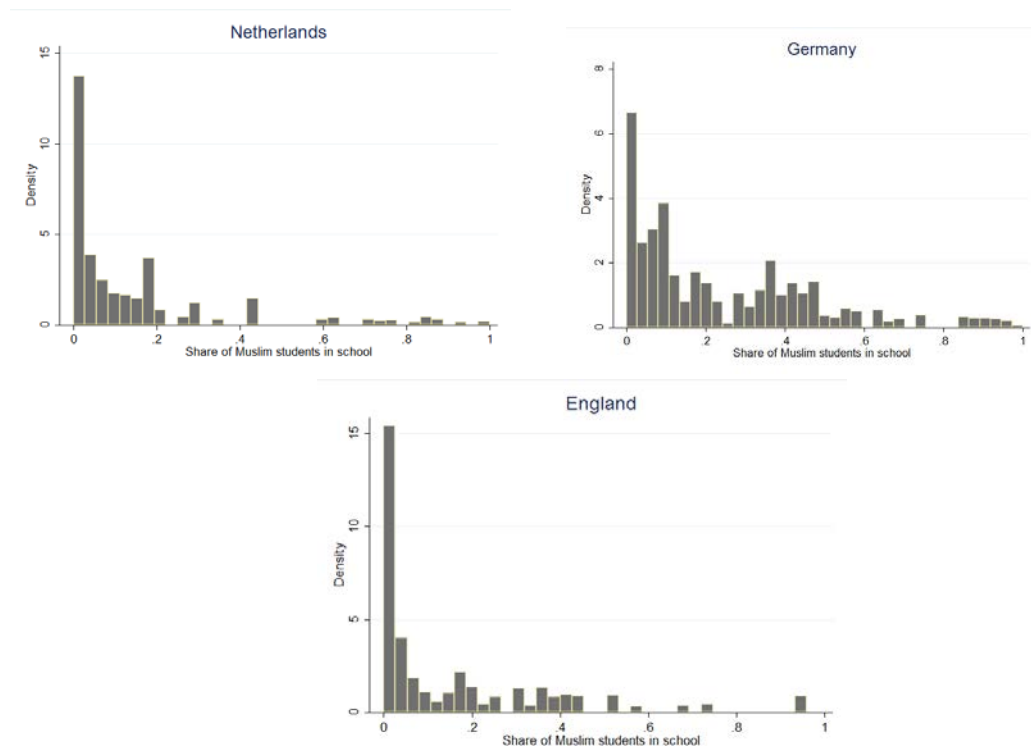 Netherlands
15
10
5
0
Density
0 .2 .4 .6 .8 1
Share of Muslim students in school
Germany
8
6
4
2
0
Density
0 .2 .4 .6 .8 1
Share of Muslim students in school
England
15
10
5
0
Density
0 .2 .4 .6 .8 1
Share of Muslim students in school